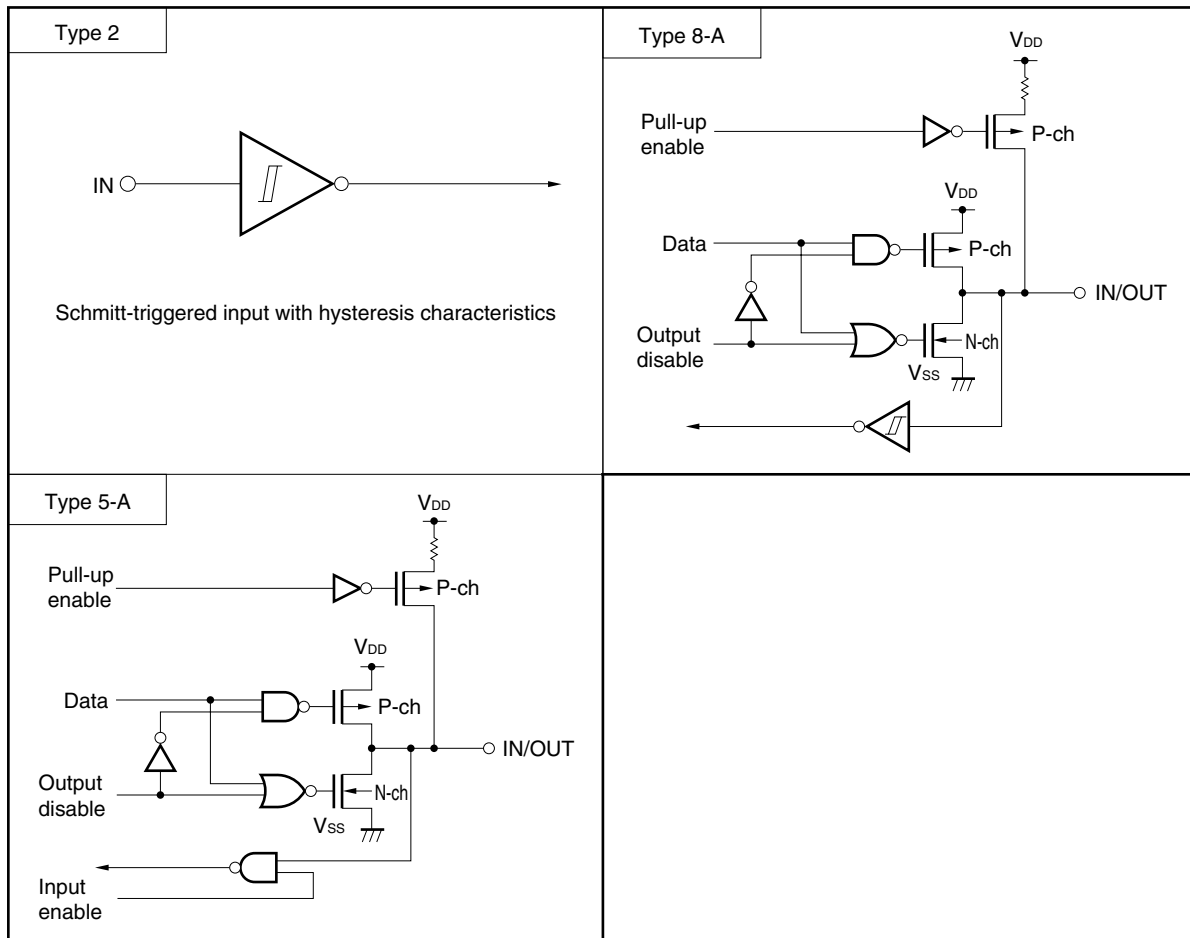 Type 2
IN
Schmitt-triggered input with hysteresis characteristics
Type 8-A
VDD
Pull-up
enable
P-ch
VDD
Data
P-ch
IN/OUT
Output
disable
N-ch
VSS
Type 5-A
VDD
Pull-up
enable
P-ch
VDD
Data
P-ch
IN/OUT
Output
disable
N-ch
VSS
Input
enable